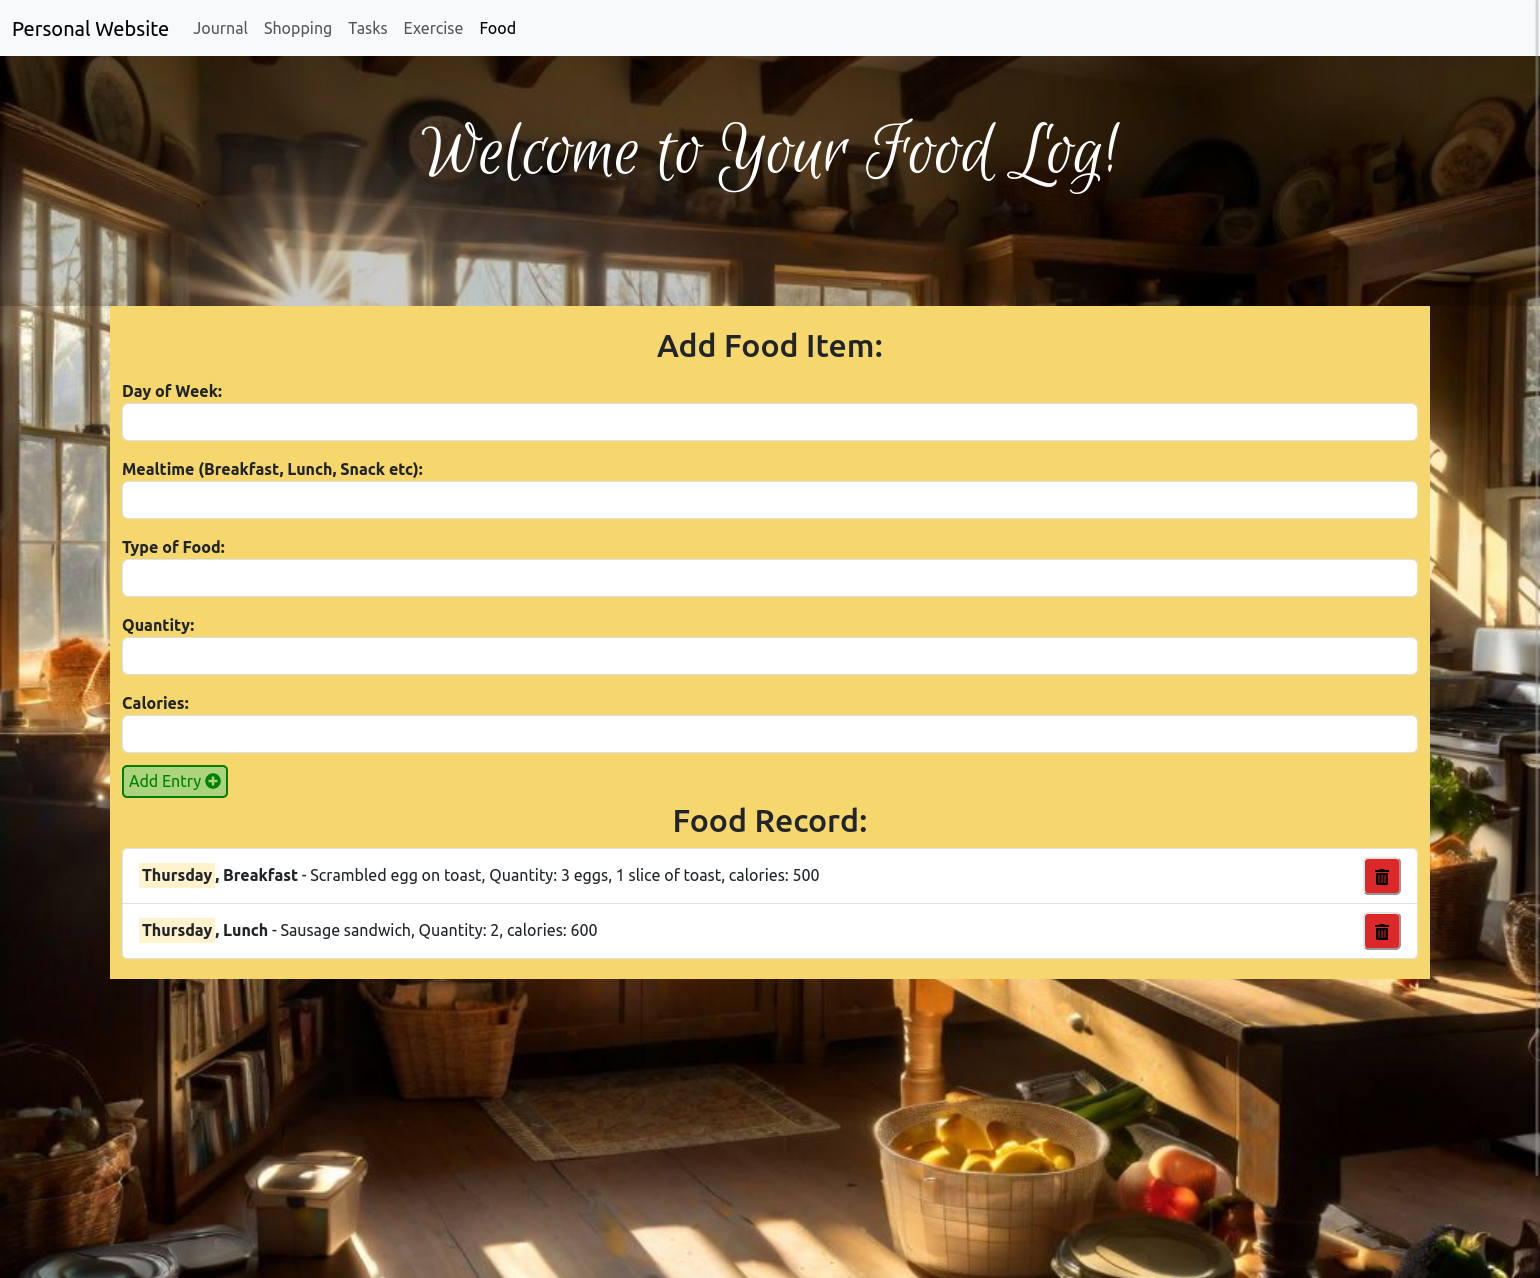 Personal Website Journal Shopping Tasks Exercise Food
Welcome to Your Food Log!
Add Food Item:
Day of Week:
Mealtime (Breakfast, Lunch, Snack etc):
Type of Food:
Quantity:
Calories:
Add Entry
Food Record:
Thursday, Breakfast - Scrambled egg on toast, Quantity: 3 eggs, 1 slice of toast, calories: 500
Thursday, Lunch - Sausage sandwich, Quantity: 2, calories: 600